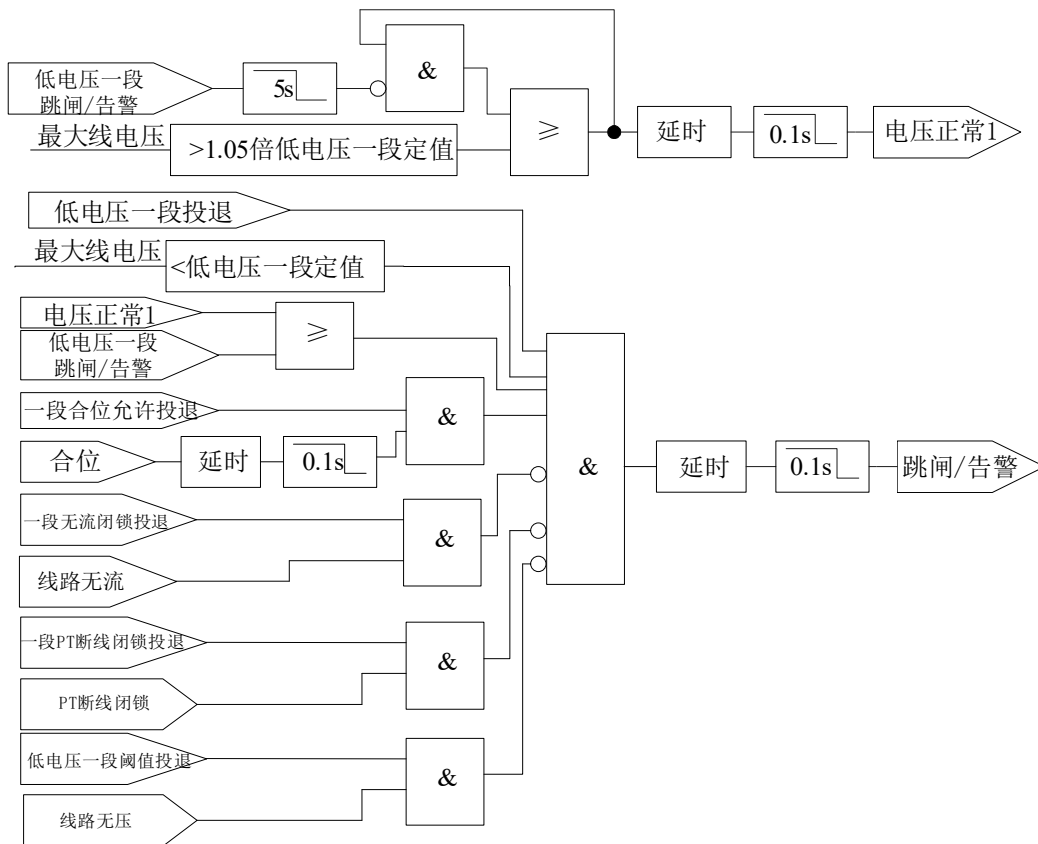 &
低电压一段
跳闸/告警
5s
≥
延时
0.1s
电压正常1
最大线电压
>1.05倍低电压一段定值
低电压一段投退
最大线电压
<低电压一段定值
电压正常1
≥
低电压一段
跳闸/告警
一段合位允许投退
&
合位
延时
0.1s
&
延时
0.1s
跳闸/告警
一段无流闭锁投退
&
线路无流
一段PT断线闭锁投退
&
PT断线闭锁
低电压一段阈值投退
&
线路无压